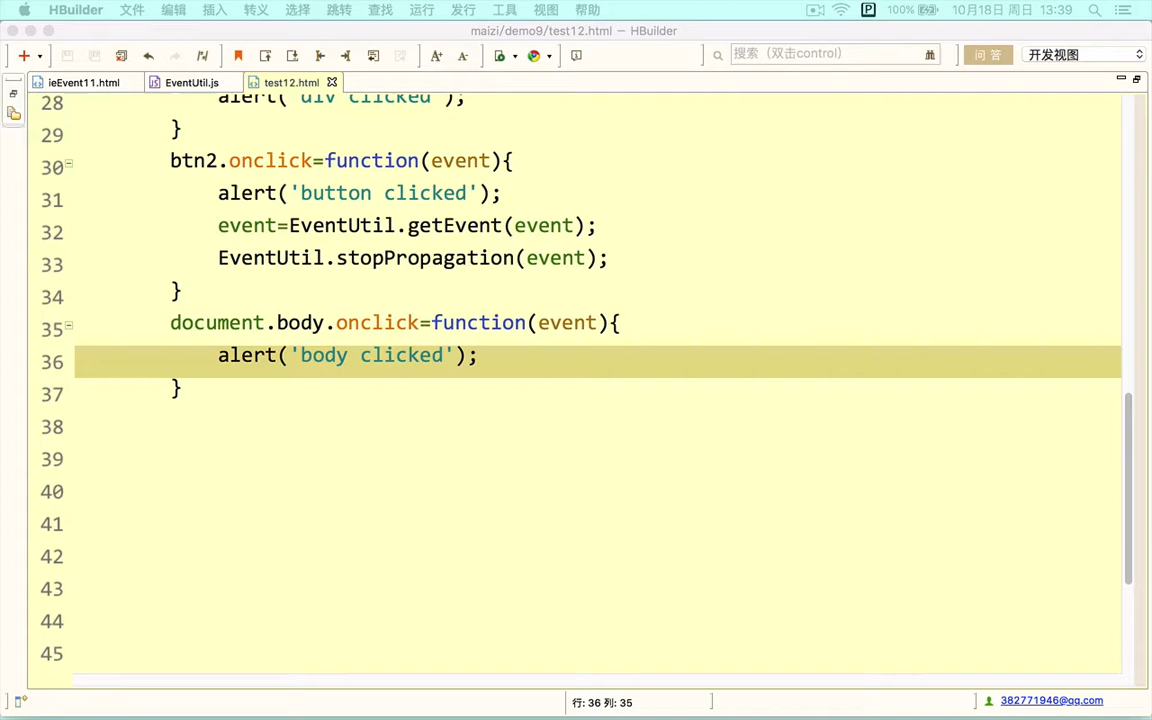 HBuilder 文件 编辑 插入 转义 选择 跳转 查找 运行 发行 工具 视图 帮助 P 100% 10月18日 周日 13:39
maizi/demo9/test12.html — HBuilder
搜索（双击control） 问 答 开发视图
ieEvent11.html EventUtil.js test12.html
28 alert('div clicked');
29 }
30 btn2.onclick=function(event){
31 alert('button clicked');
32 event=EventUtil.getEvent(event);
33 EventUtil.stopPropagation(event);
34 }
35 document.body.onclick=function(event){
36 alert('body clicked');
37 }
38
39
40
41
42
43
44
45
行: 36 列: 35 382771946@qq.com